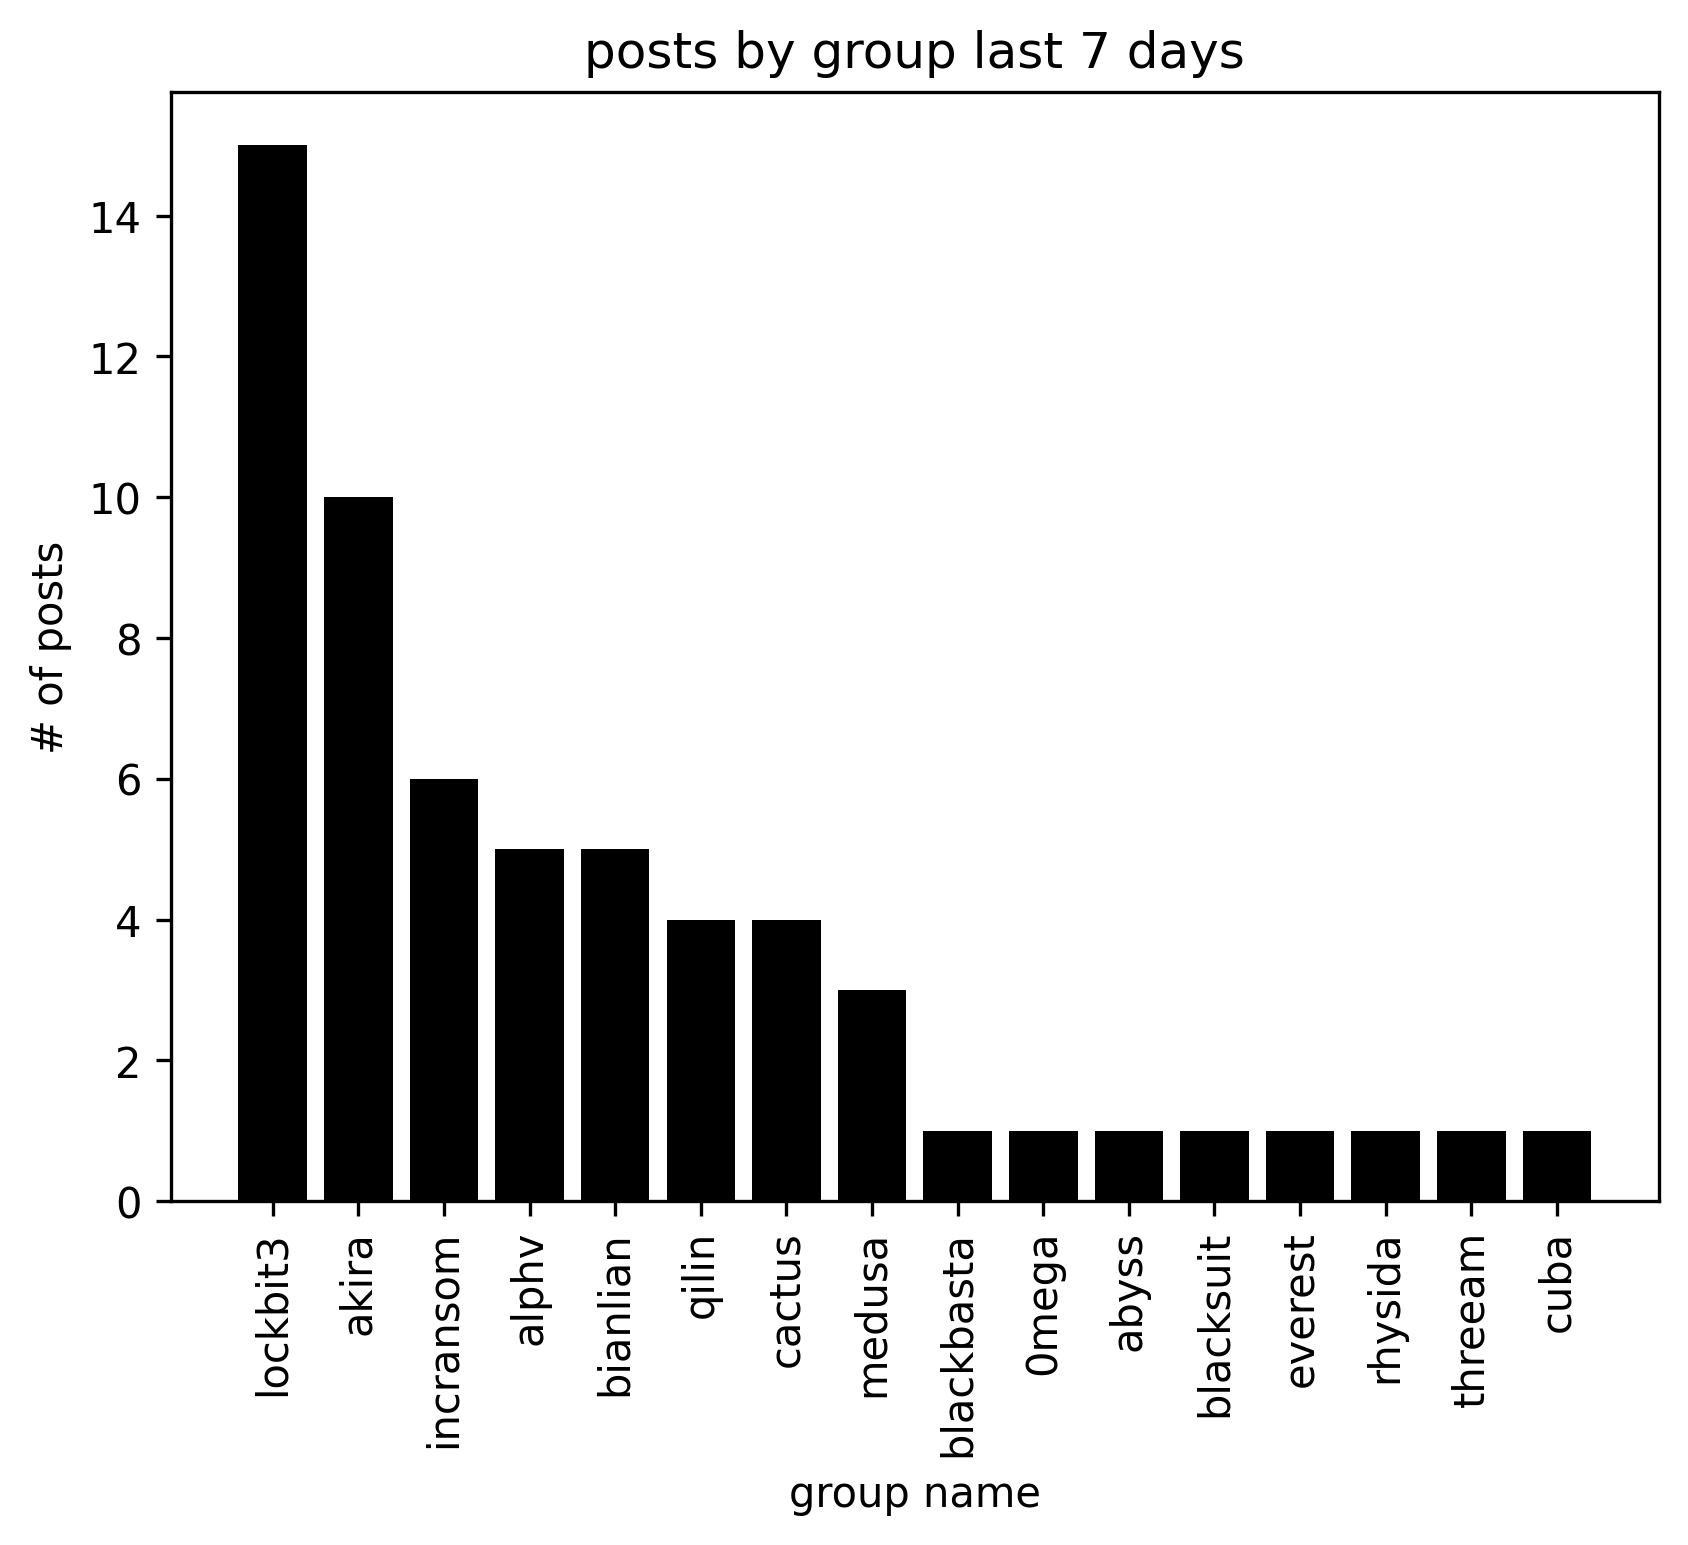 posts by group last 7 days
# of posts
14
12
10
8
6
4
2
0
lockbit3
akira
incransom
alphv
bianlian
qilin
cactus
medusa
blackbasta
0mega
abyss
blacksuit
everest
rhysida
threeam
cuba
group name